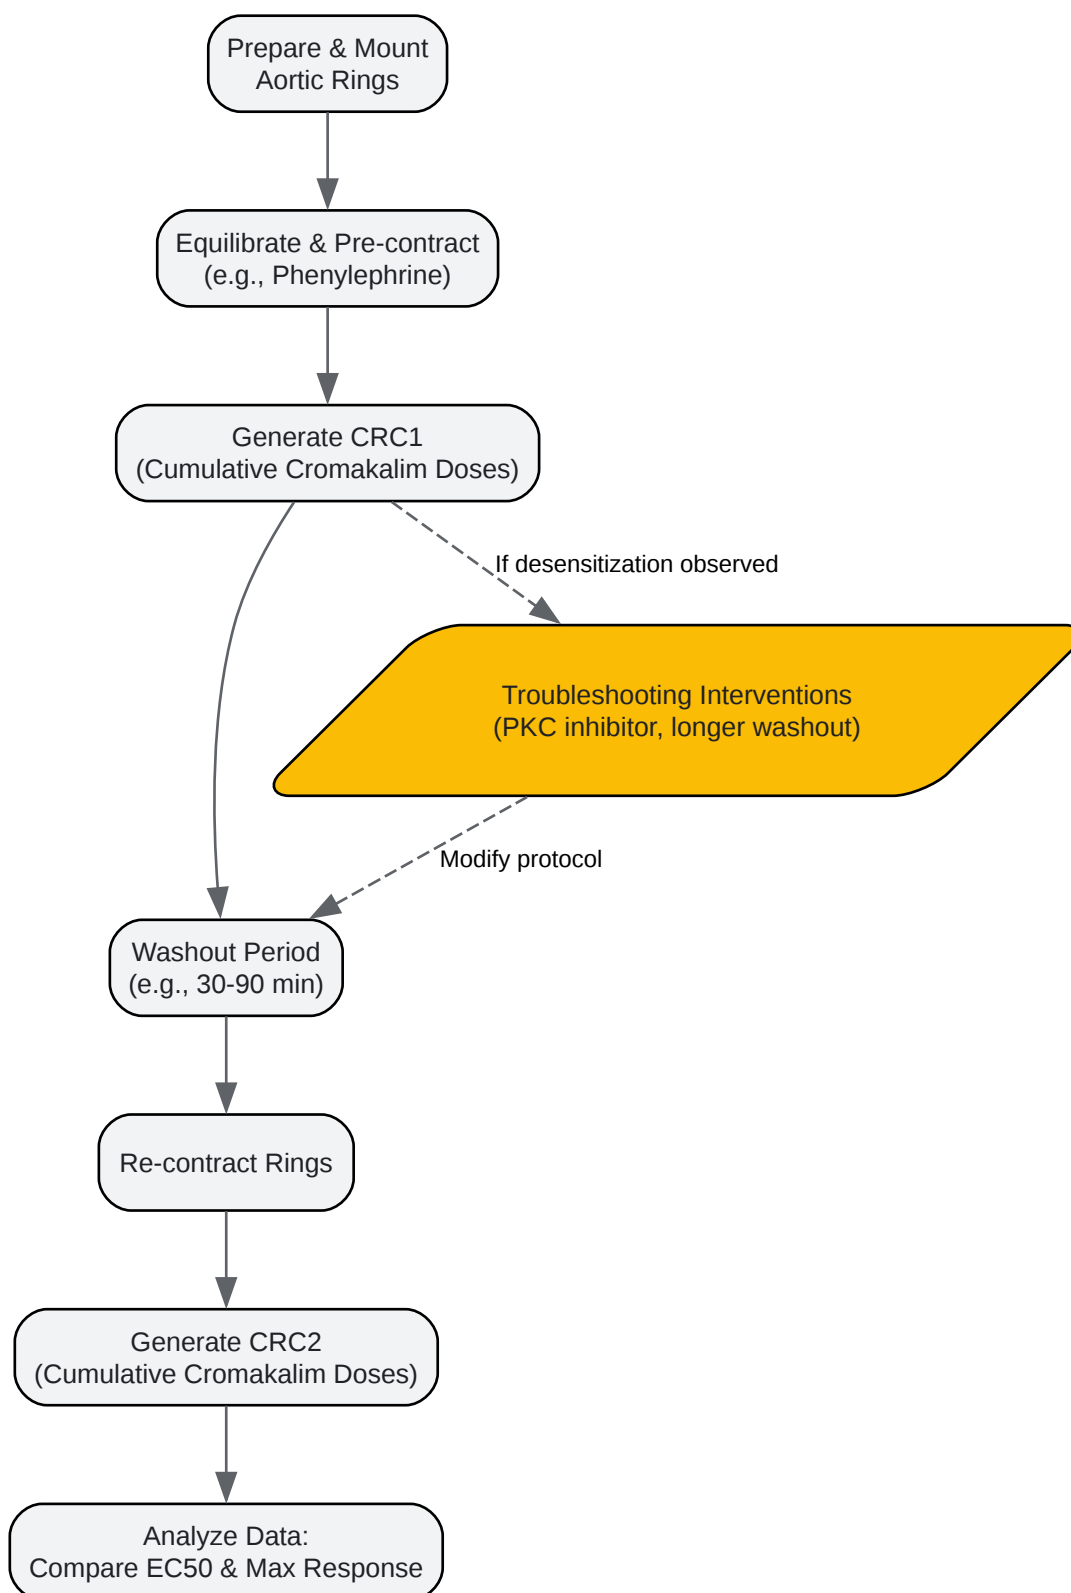 Prepare & Mount
Aortic Rings
Equilibrate & Pre-contract
(e.g., Phenylephrine)
Generate CRC1
(Cumulative Cromakalim Doses)
If desensitization observed
Troubleshooting Interventions
(PKC inhibitor, longer washout)
Modify protocol
Washout Period
(e.g., 30-90 min)
Re-contract Rings
Generate CRC2
(Cumulative Cromakalim Doses)
Analyze Data:
Compare EC50 & Max Response